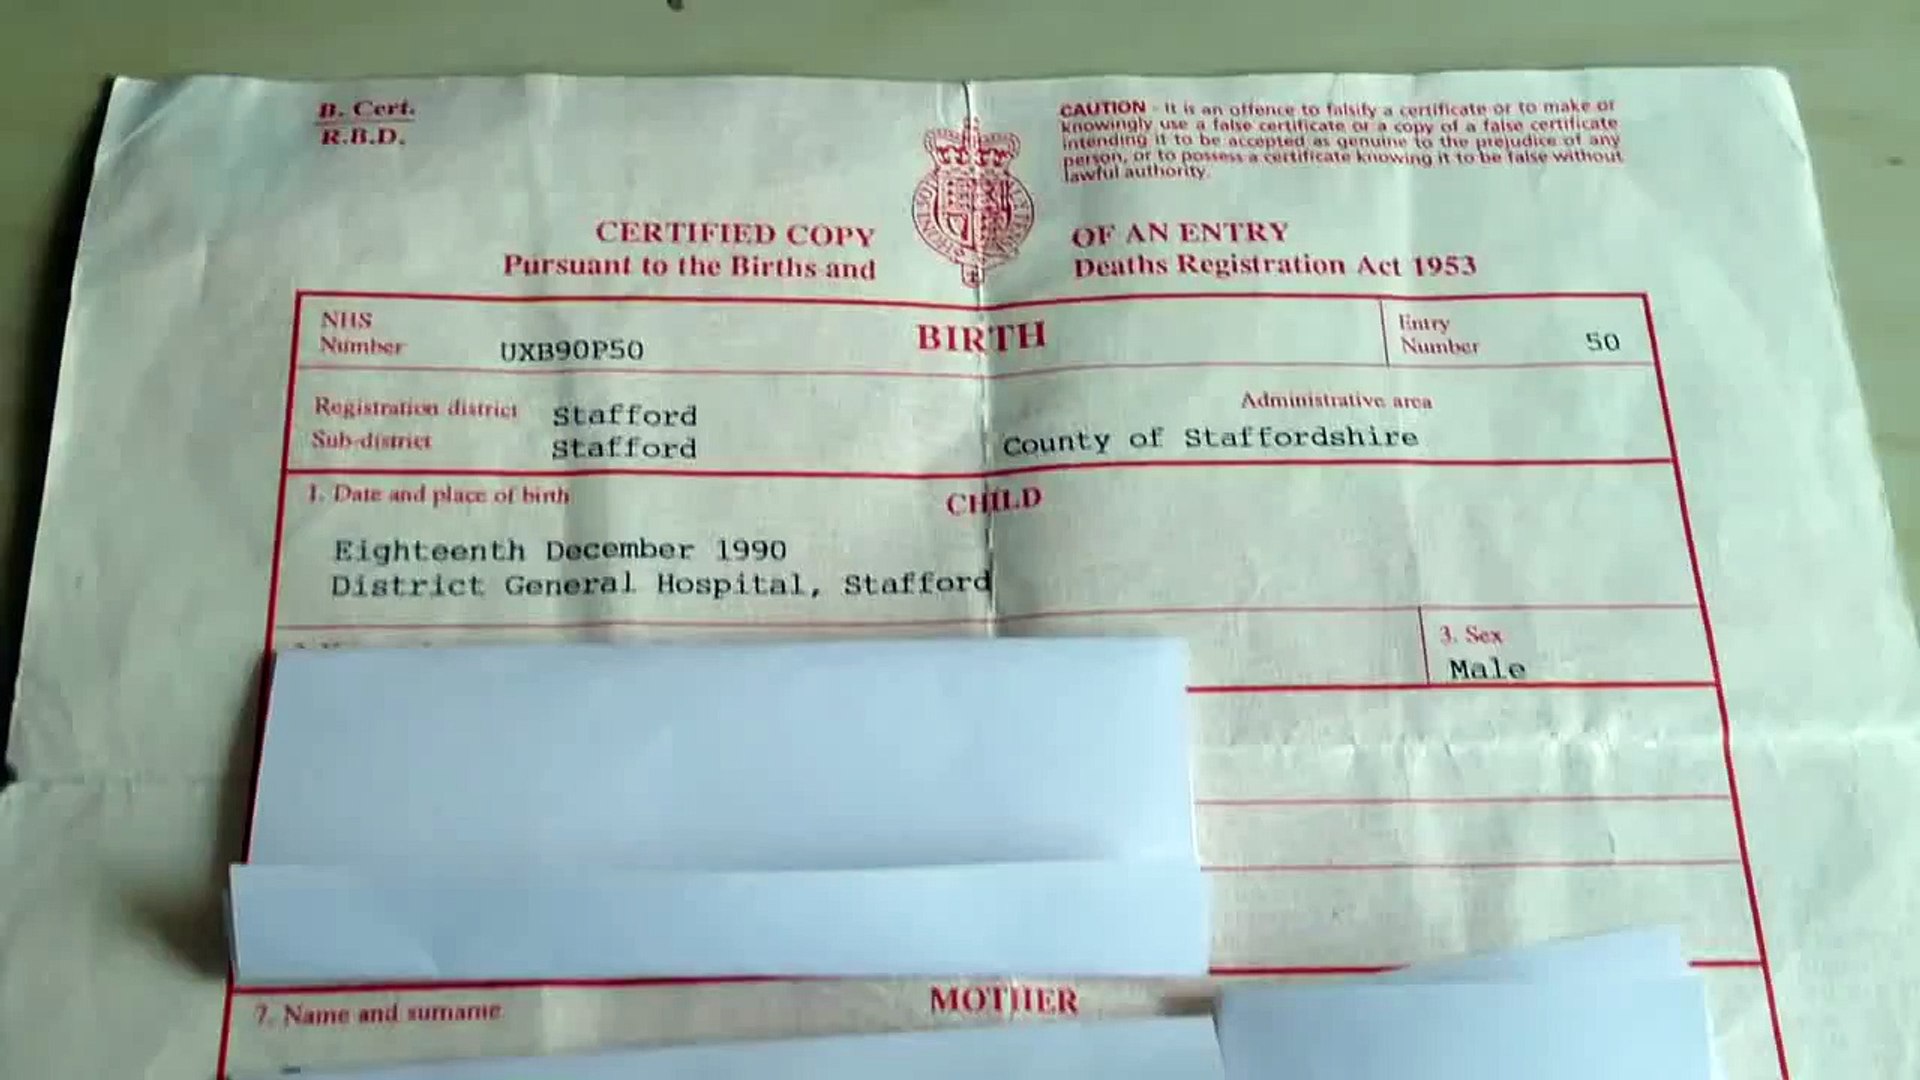 B. Cert.
R.B.D.
CAUTION - It is an offence to falsify a certificate or to make or
knowingly use a false certificate or a copy of a false certificate
intending it to be accepted as genuine to the prejudice of any
person, or to possess a certificate knowing it to be false without
lawful authority.
CERTIFIED COPY OF AN ENTRY
Pursuant to the Births and Deaths Registration Act 1953
NHS
Number UXB90P50
BIRTH
Entry
Number 50
Registration district Stafford
Sub-district Stafford
Administrative area
County of Staffordshire
1. Date and place of birth
CHILD
Eighteenth December 1990
District General Hospital, Stafford
3. Sex
Male
MOTHER
7. Name and surname